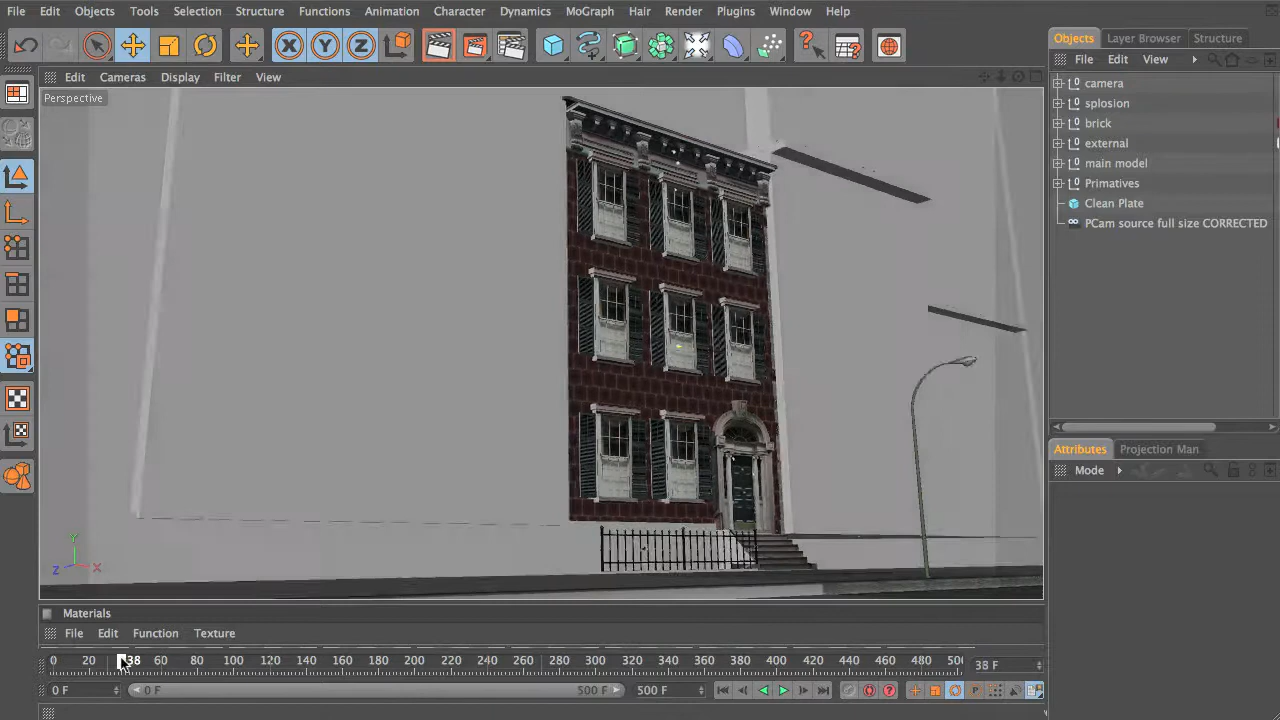 File Edit Objects Tools Selection Structure Functions Animation Character Dynamics MoGraph Hair Render Plugins Window Help
Objects Layer Browser Structure
File Edit View
Edit Cameras Display Filter View
Perspective
camera
splosion
brick
external
main model
Primatives
Clean Plate
PCam source full size CORRECTED
X Y Z
Attributes Projection Man
Mode
Y
Z X
Materials
File Edit Function Texture
0 20 38 60 80 100 120 140 160 180 200 220 240 260 280 300 320 340 360 380 400 420 440 460 480 500 38 F
0 F 0 F 500 F 500 F